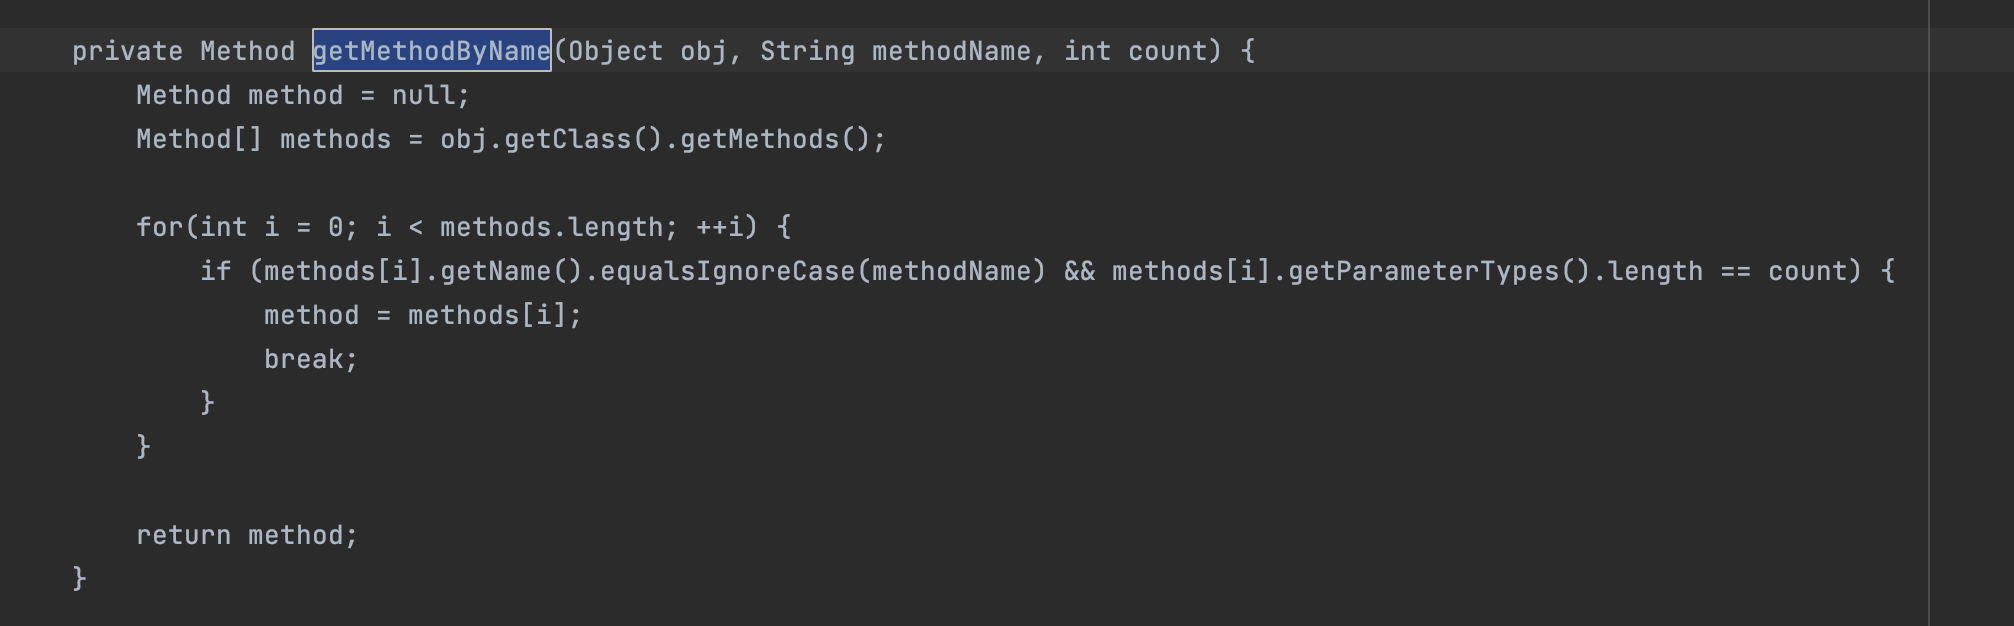 private Method getMethodByName(Object obj, String methodName, int count) {
    Method method = null;
    Method[] methods = obj.getClass().getMethods();

    for(int i = 0; i < methods.length; ++i) {
        if (methods[i].getName().equalsIgnoreCase(methodName) && methods[i].getParameterTypes().length == count) {
            method = methods[i];
            break;
        }
    }

    return method;
}